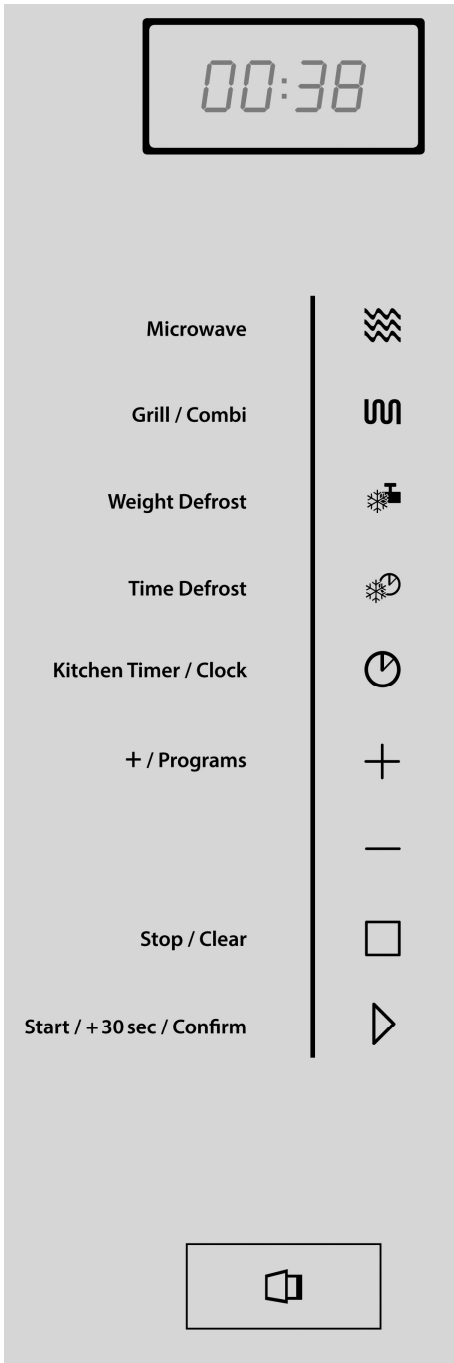 00:38
Microwave
Grill / Combi
Weight Defrost
Time Defrost
Kitchen Timer / Clock
+ / Programs
Stop / Clear
Start / +30 sec / Confirm